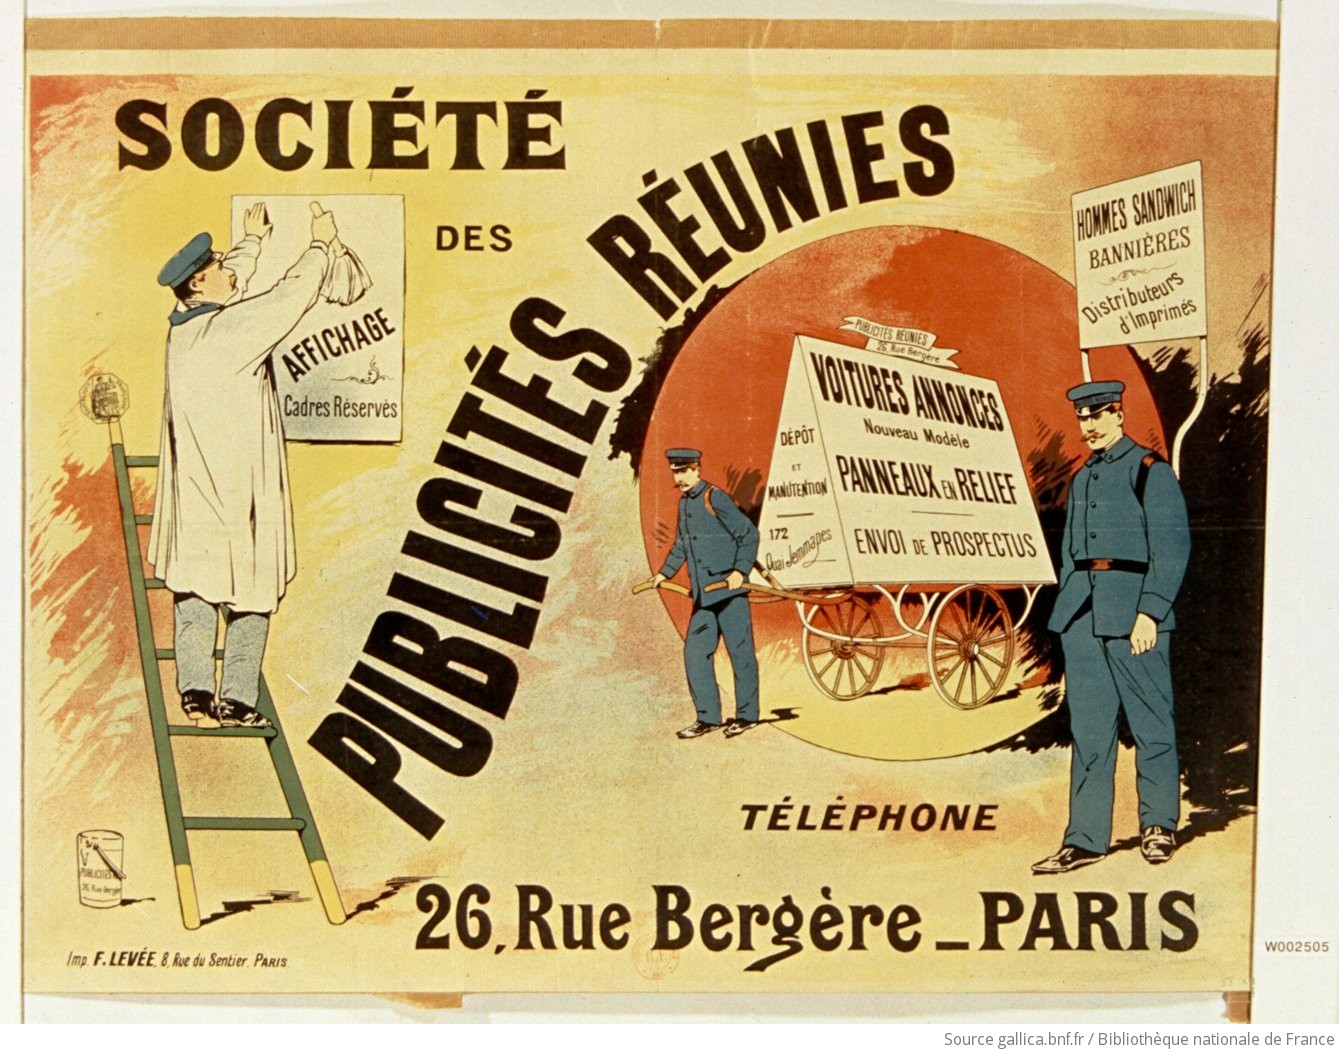 SOCIÉTÉ
DES
PUBLICITÉS RÉUNIES
AFFICHAGE
Cadres Réservés
PUBLICITÉS RÉUNIES
26, Rue Bergère
VOITURES ANNONCES
Nouveau Modèle
PANNEAUX EN RELIEF
ENVOI DE PROSPECTUS
DÉPÔT
ET
MANUTENTION
172
Quai Jemmapes
HOMMES SANDWICH
BANNIÈRES
Distributeurs
d'Imprimés
TÉLÉPHONE
26, Rue Bergère _ PARIS
PUBLICITÉS
26, Rue Bergère
Imp. F. LEVÉE, 8, Rue du Sentier, PARIS
W002505
Source gallica.bnf.fr / Bibliothèque nationale de France